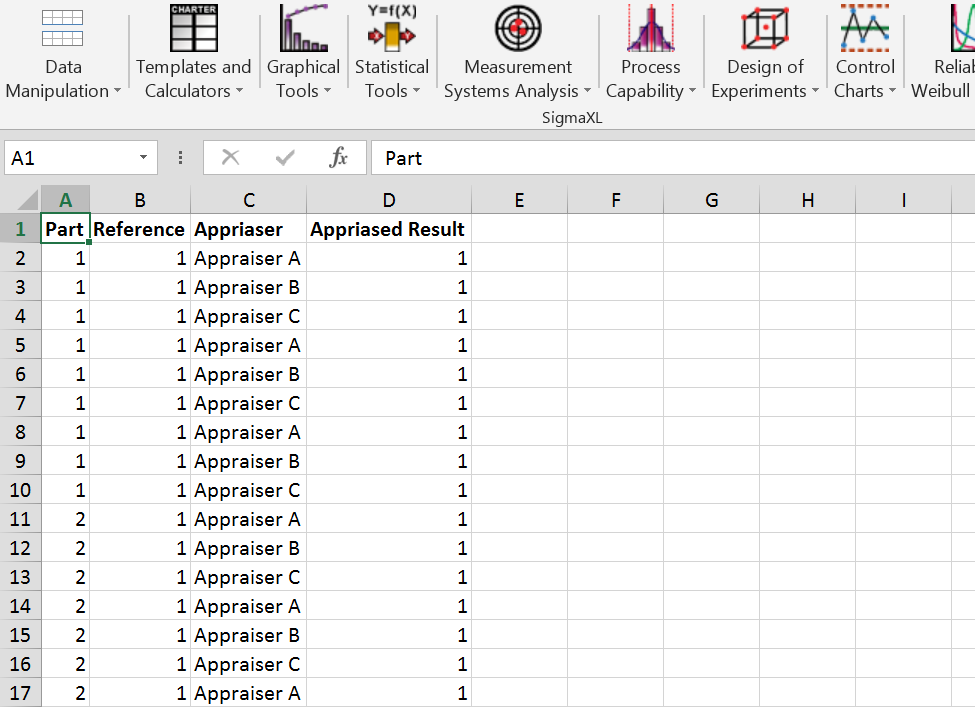 CHARTER Y=f(X)
Data Templates and Graphical Statistical Measurement Process Design of Control
Manipulation Calculators Tools Tools Systems Analysis Capability Experiments Charts Weibull
SigmaXL
A1 fx Part
A B C D E F G H I
1 Part Reference Appriaser Appriased Result
2 1 1 Appraiser A 1
3 1 1 Appraiser B 1
4 1 1 Appraiser C 1
5 1 1 Appraiser A 1
6 1 1 Appraiser B 1
7 1 1 Appraiser C 1
8 1 1 Appraiser A 1
9 1 1 Appraiser B 1
10 1 1 Appraiser C 1
11 2 1 Appraiser A 1
12 2 1 Appraiser B 1
13 2 1 Appraiser C 1
14 2 1 Appraiser A 1
15 2 1 Appraiser B 1
16 2 1 Appraiser C 1
17 2 1 Appraiser A 1